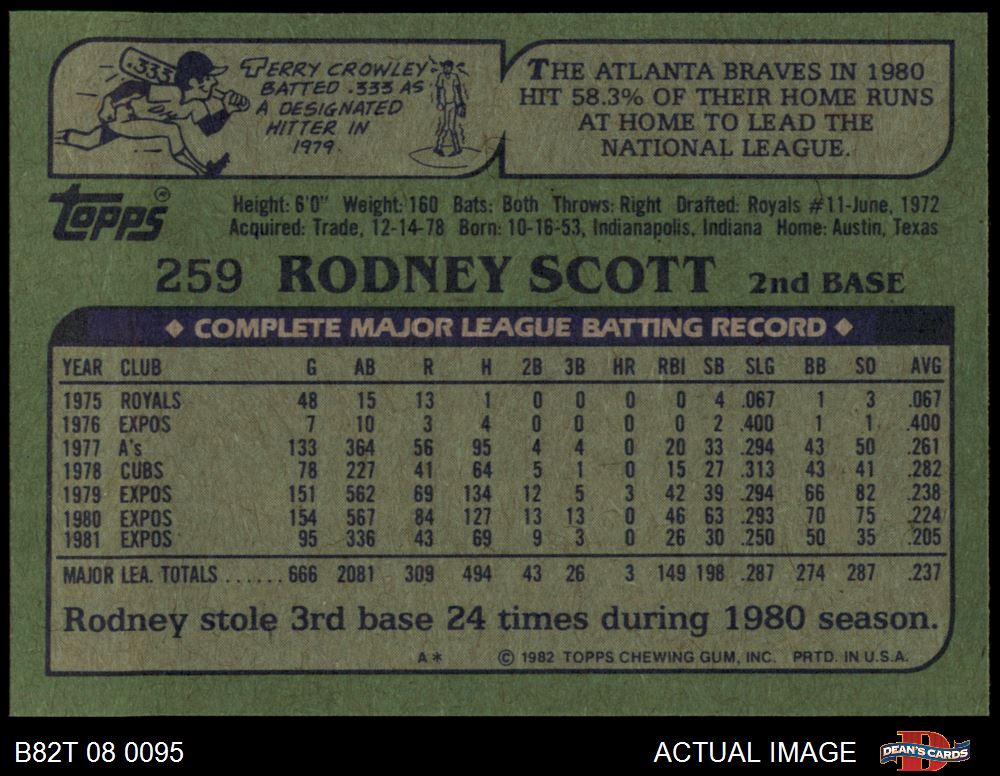 .333
TERRY CROWLEY
BATTED .333 AS
A DESIGNATED
HITTER IN
1979.
THE ATLANTA BRAVES IN 1980
HIT 58.3% OF THEIR HOME RUNS
AT HOME TO LEAD THE
NATIONAL LEAGUE.
Topps®
Height: 6'0" Weight: 160 Bats: Both Throws: Right Drafted: Royals #11-June, 1972
Acquired: Trade, 12-14-78 Born: 10-16-53, Indianapolis, Indiana Home: Austin, Texas
259 RODNEY SCOTT 2nd BASE
◆ COMPLETE MAJOR LEAGUE BATTING RECORD ◆
YEAR CLUB G AB R H 2B 3B HR RBI SB SLG BB SO AVG
1975 ROYALS 48 15 13 1 0 0 0 0 4 .067 1 3 .067
1976 EXPOS 7 10 3 4 0 0 0 0 2 .400 1 1 .400
1977 A's 133 364 56 95 4 4 0 20 33 .294 43 50 .261
1978 CUBS 78 227 41 64 5 1 0 15 27 .313 43 41 .282
1979 EXPOS 151 562 69 134 12 5 3 42 39 .294 66 82 .238
1980 EXPOS 154 567 84 127 13 13 0 46 63 .293 70 75 .224
1981 EXPOS 95 336 43 69 9 3 0 26 30 .250 50 35 .205
MAJOR LEA. TOTALS ...... 666 2081 309 494 43 26 3 149 198 .287 274 287 .237
Rodney stole 3rd base 24 times during 1980 season.
A* © 1982 TOPPS CHEWING GUM, INC. PRTD. IN U.S.A.
B82T 08 0095 ACTUAL IMAGE DEAN'S CARDS